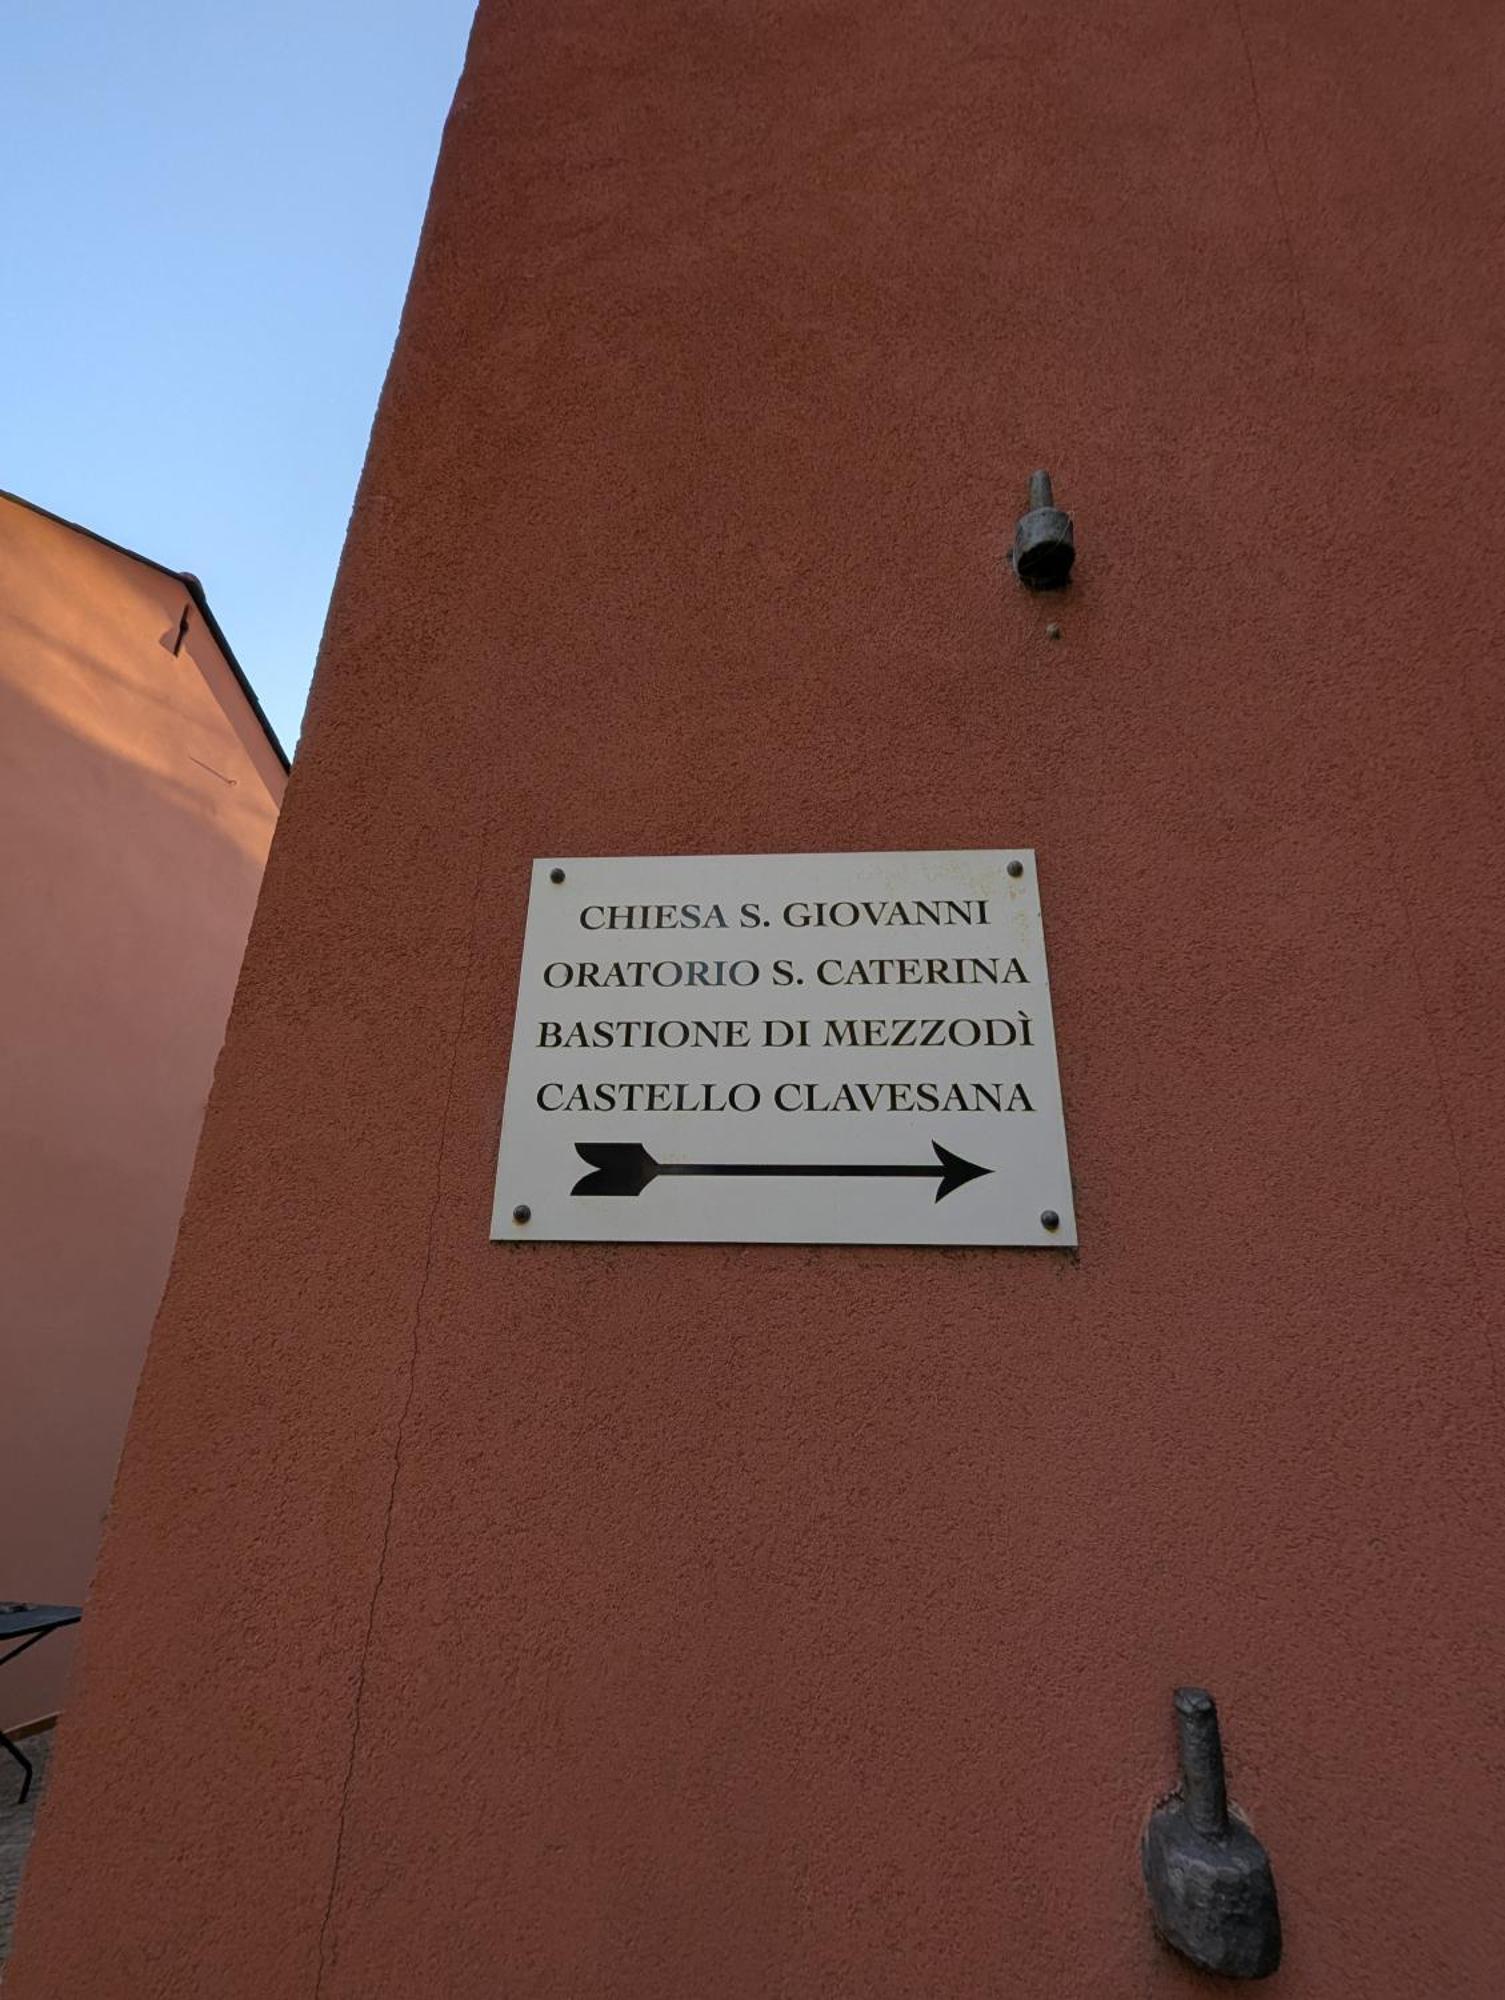 CHIESA S. GIOVANNI
ORATORIO S. CATERINA
BASTIONE DI MEZZODÌ
CASTELLO CLAVESANA